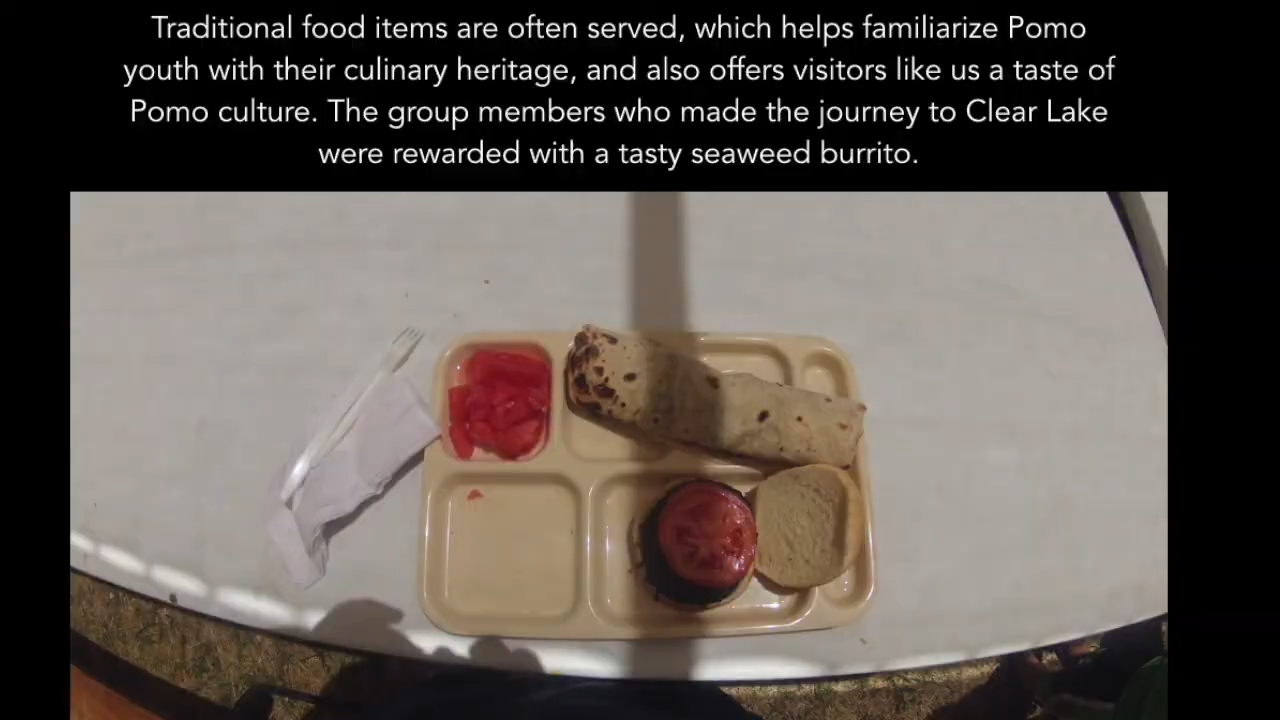 Traditional food items are often served, which helps familiarize Pomo
youth with their culinary heritage, and also offers visitors like us a taste of
Pomo culture. The group members who made the journey to Clear Lake
were rewarded with a tasty seaweed burrito.